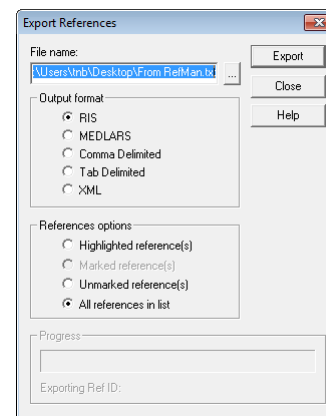 Export References
File name:
:\Users\tnb\Desktop\From RefMan.txt
...
Export
Close
Help
Output format
RIS
MEDLARS
Comma Delimited
Tab Delimited
XML
References options
Highlighted reference(s)
Marked reference(s)
Unmarked reference(s)
All references in list
Progress
Exporting Ref ID: